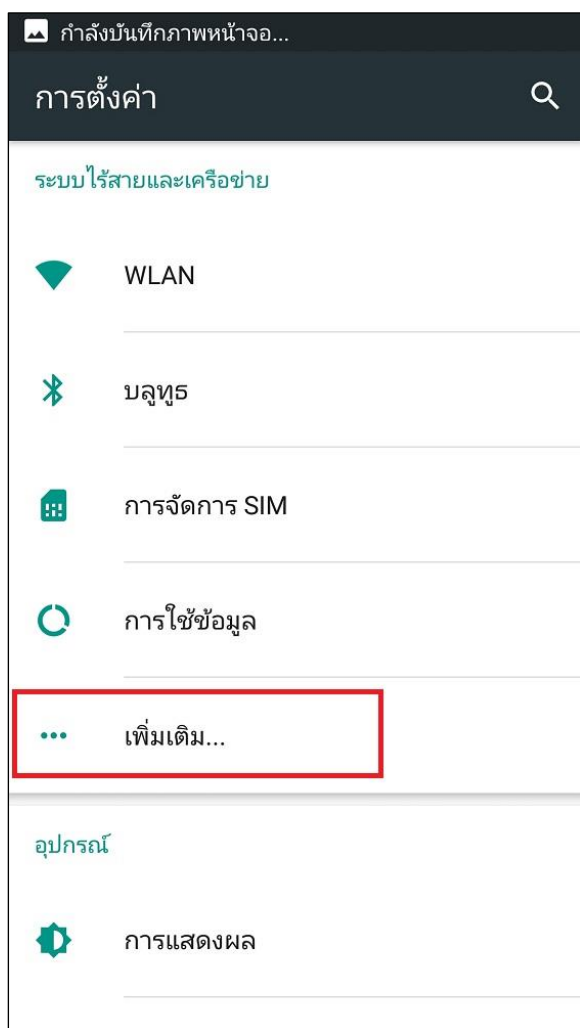 กำลังบันทึกภาพหน้าจอ...
การตั้งค่า
ระบบไร้สายและเครือข่าย
WLAN
บลูทูธ
การจัดการ SIM
การใช้ข้อมูล
เพิ่มเติม...
อุปกรณ์
การแสดงผล